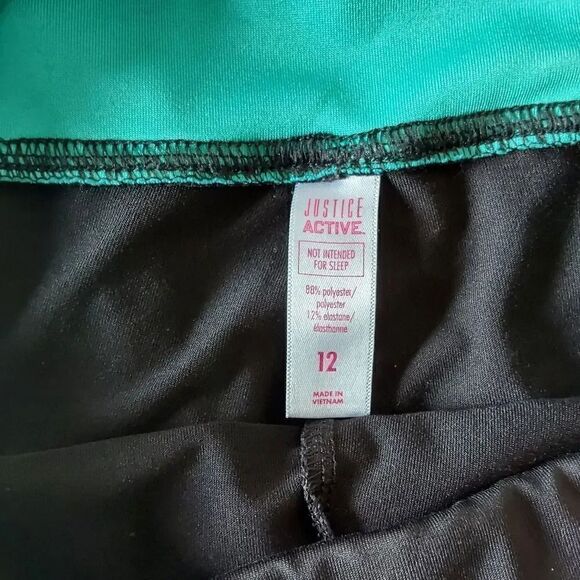 JUSTICE
ACTIVE
NOT INTENDED
FOR SLEEP
88% polyester/
polyester
12% elastane/
élasthanne
12
MADE IN
VIETNAM